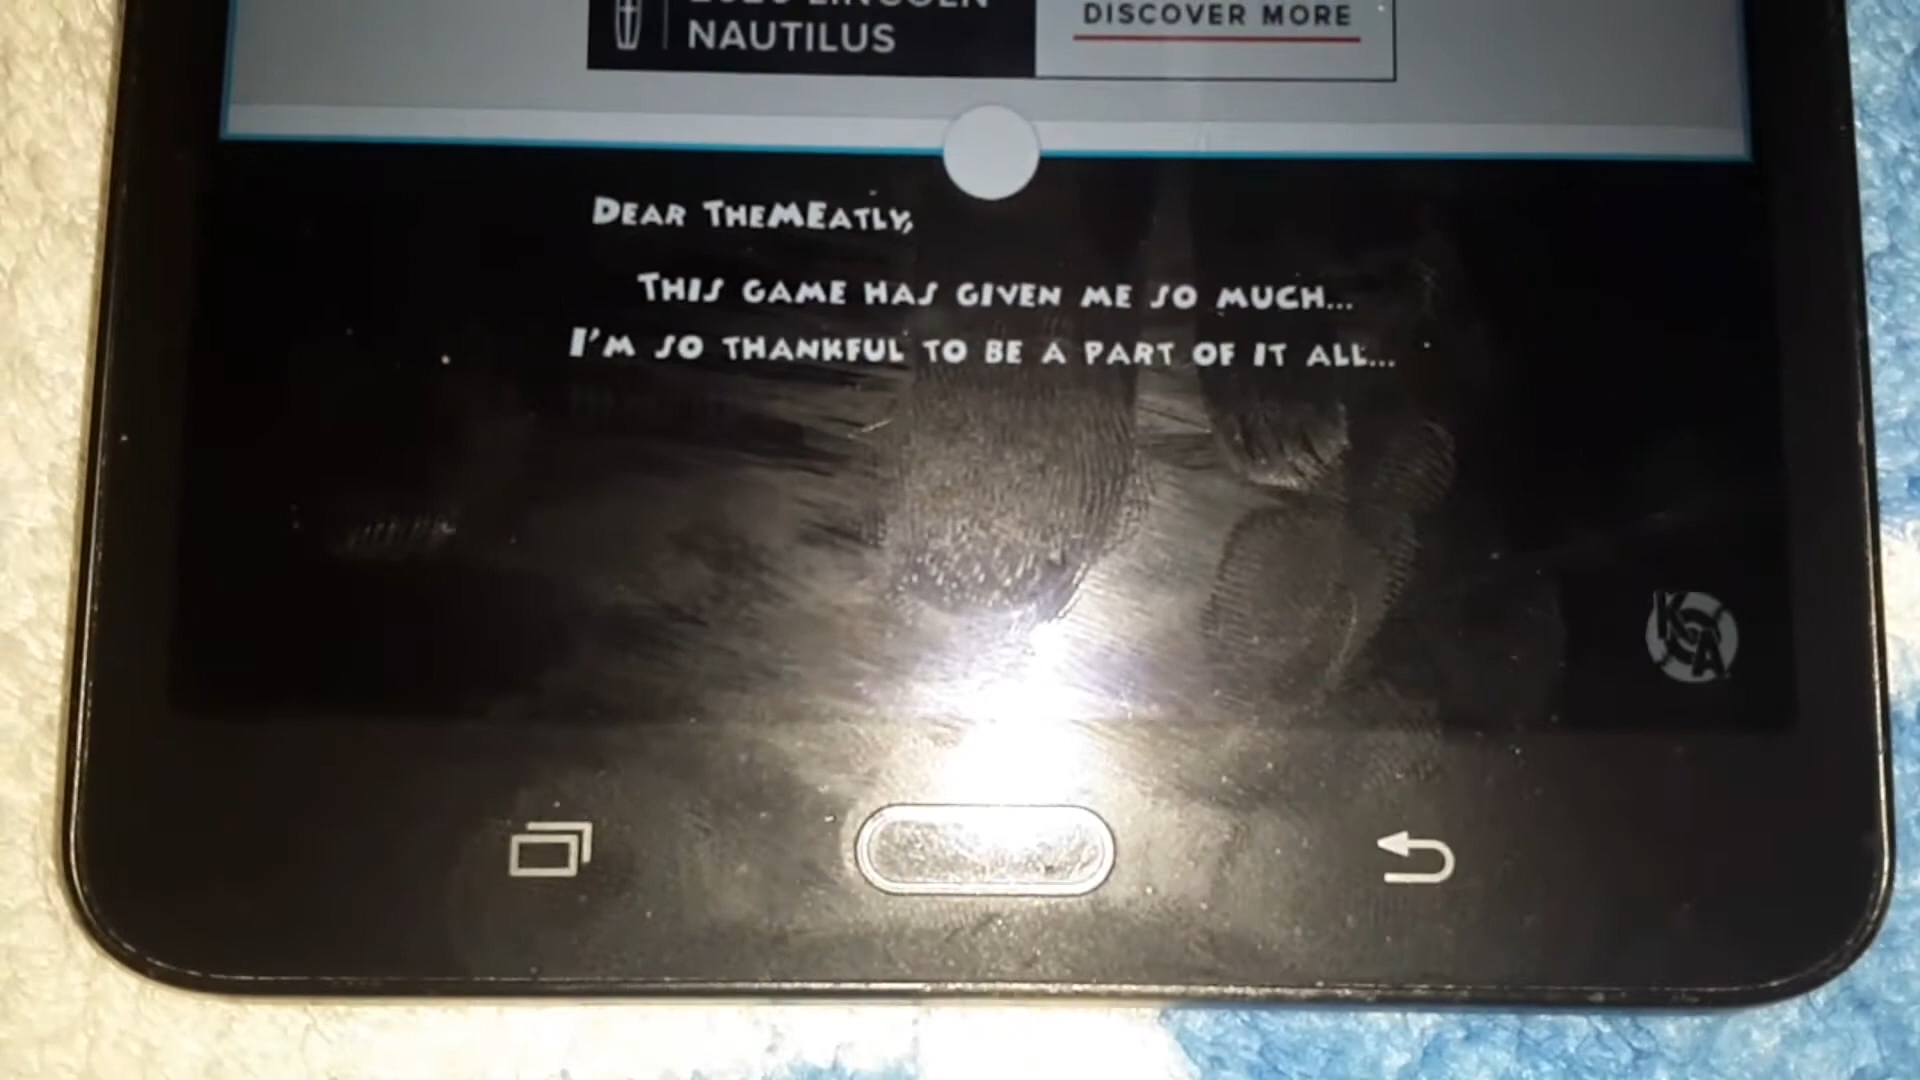 NAUTILUS
DISCOVER MORE
DEAR THEMEATLY,
THIS GAME HAS GIVEN ME SO MUCH...
I'M SO THANKFUL TO BE A PART OF IT ALL...